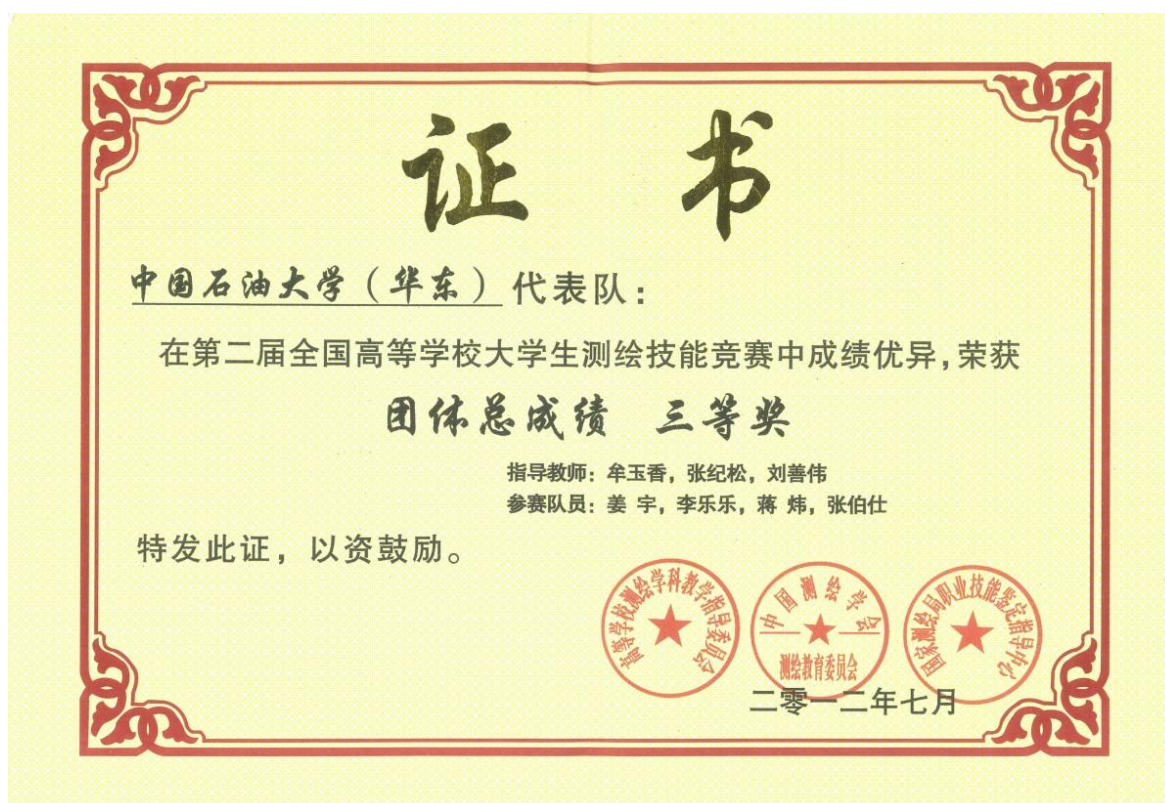 证 书
中国石油大学（华东）代表队：
在第二届全国高等学校大学生测绘技能竞赛中成绩优异，荣获
团体总成绩 三等奖
指导教师：牟玉香，张纪松，刘善伟
参赛队员：姜 宇，李乐乐，蒋 炜，张伯仕
特发此证，以资鼓励。
高等学校测绘学科教学指导委员会
中国测绘学会
测绘教育委员会
国家测绘局职业技能鉴定指导中心
二零一二年七月